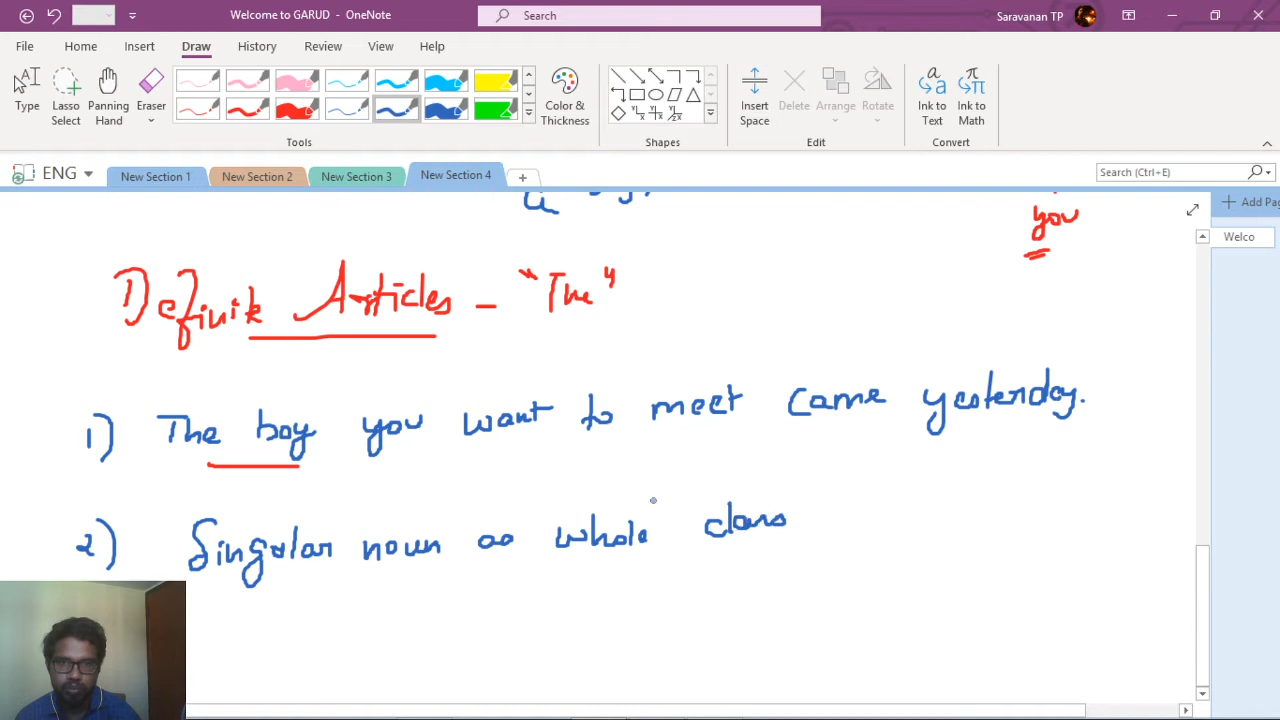 Welcome to GARUD - OneNote
Search
Saravanan TP
File Home Insert Draw History Review View Help
Type
Lasso Select
Panning Hand
Eraser
Color & Thickness
Insert Space
Delete
Arrange
Rotate
Ink to Text
Ink to Math
Tools Shapes Edit Convert
ENG New Section 1 New Section 2 New Section 3 New Section 4 Search (Ctrl+E)
Add Pag
Welco
you
Definite Articles - "The"
1) The boy you want to meet came yesterday.
2) Singular noun as whole class